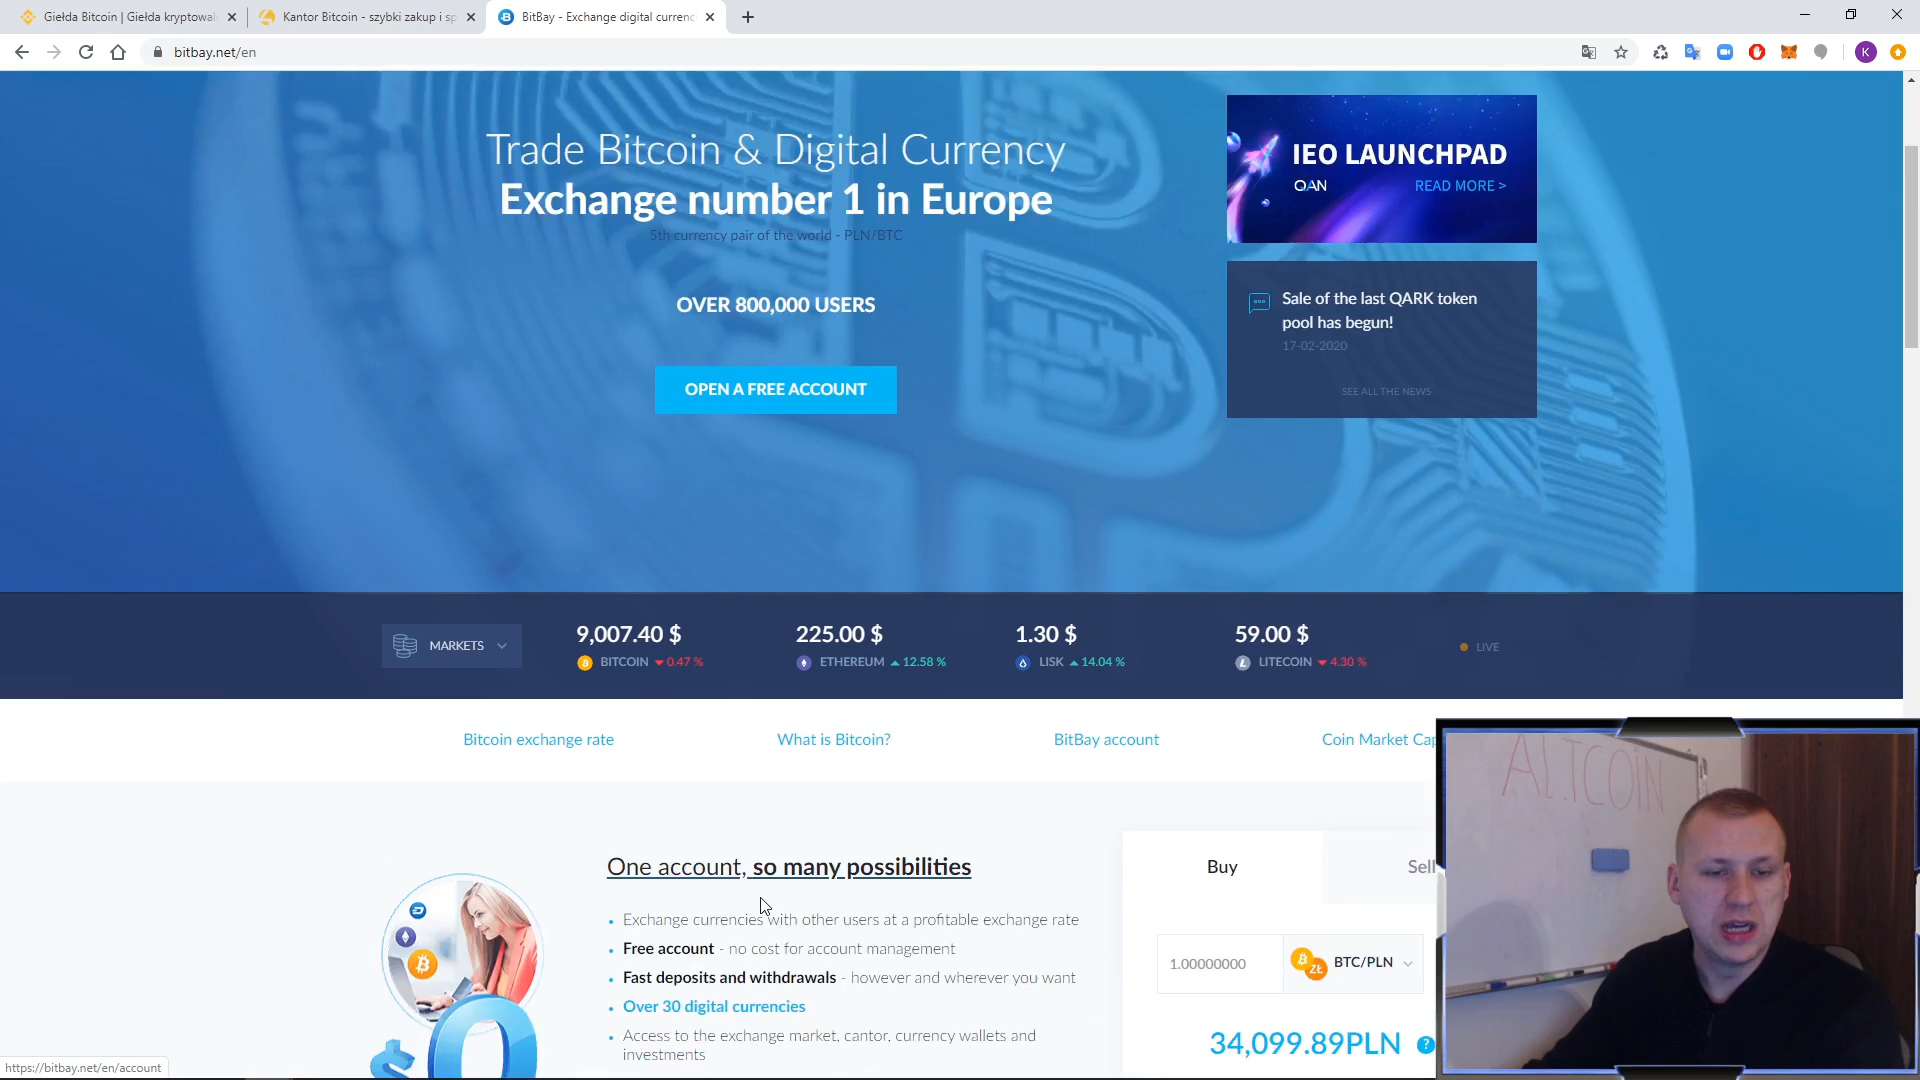 Giełda Bitcoin | Giełda kryptowal
Kantor Bitcoin - szybki zakup i sp
BitBay - Exchange digital currenc
bitbay.net/en
K
Trade Bitcoin & Digital Currency
Exchange number 1 in Europe
5th currency pair of the world - PLN/BTC
OVER 800,000 USERS
OPEN A FREE ACCOUNT
IEO LAUNCHPAD
QAN
READ MORE >
Sale of the last QARK token
pool has begun!
17-02-2020
SEE ALL THE NEWS
MARKETS
9,007.40 $
BITCOIN 0.47 %
225.00 $
ETHEREUM 12.58 %
1.30 $
LISK 14.04 %
59.00 $
LITECOIN 4.30 %
LIVE
Bitcoin exchange rate
What is Bitcoin?
BitBay account
Coin Market Cap
ALTCOIN
One account, so many possibilities
Exchange currencies with other users at a profitable exchange rate
Free account - no cost for account management
Fast deposits and withdrawals - however and wherever you want
Over 30 digital currencies
Access to the exchange market, cantor, currency wallets and
investments
Buy
Sell
1.00000000
BTC/PLN
34,099.89PLN
?
https://bitbay.net/en/account